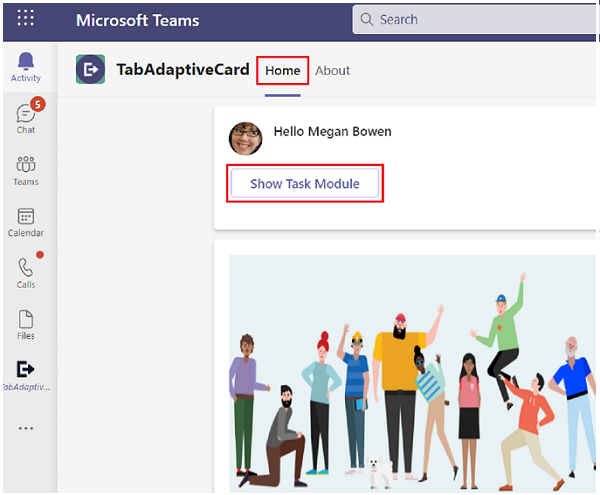 Microsoft Teams
Search
Activity
TabAdaptiveCard Home About
5
Chat
Hello Megan Bowen
Teams
Show Task Module
Calendar
Calls
Files
TabAdaptiv...